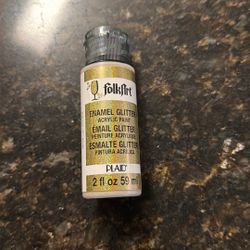 folkArt
ENAMEL GLITTER
ACRYLIC PAINT
ÉMAIL GLITTER
PEINTURE ACRYLIQUE
ESMALTE GLITTER
PINTURA ACRÍLICA
PLAID
2 fl oz 59 ml